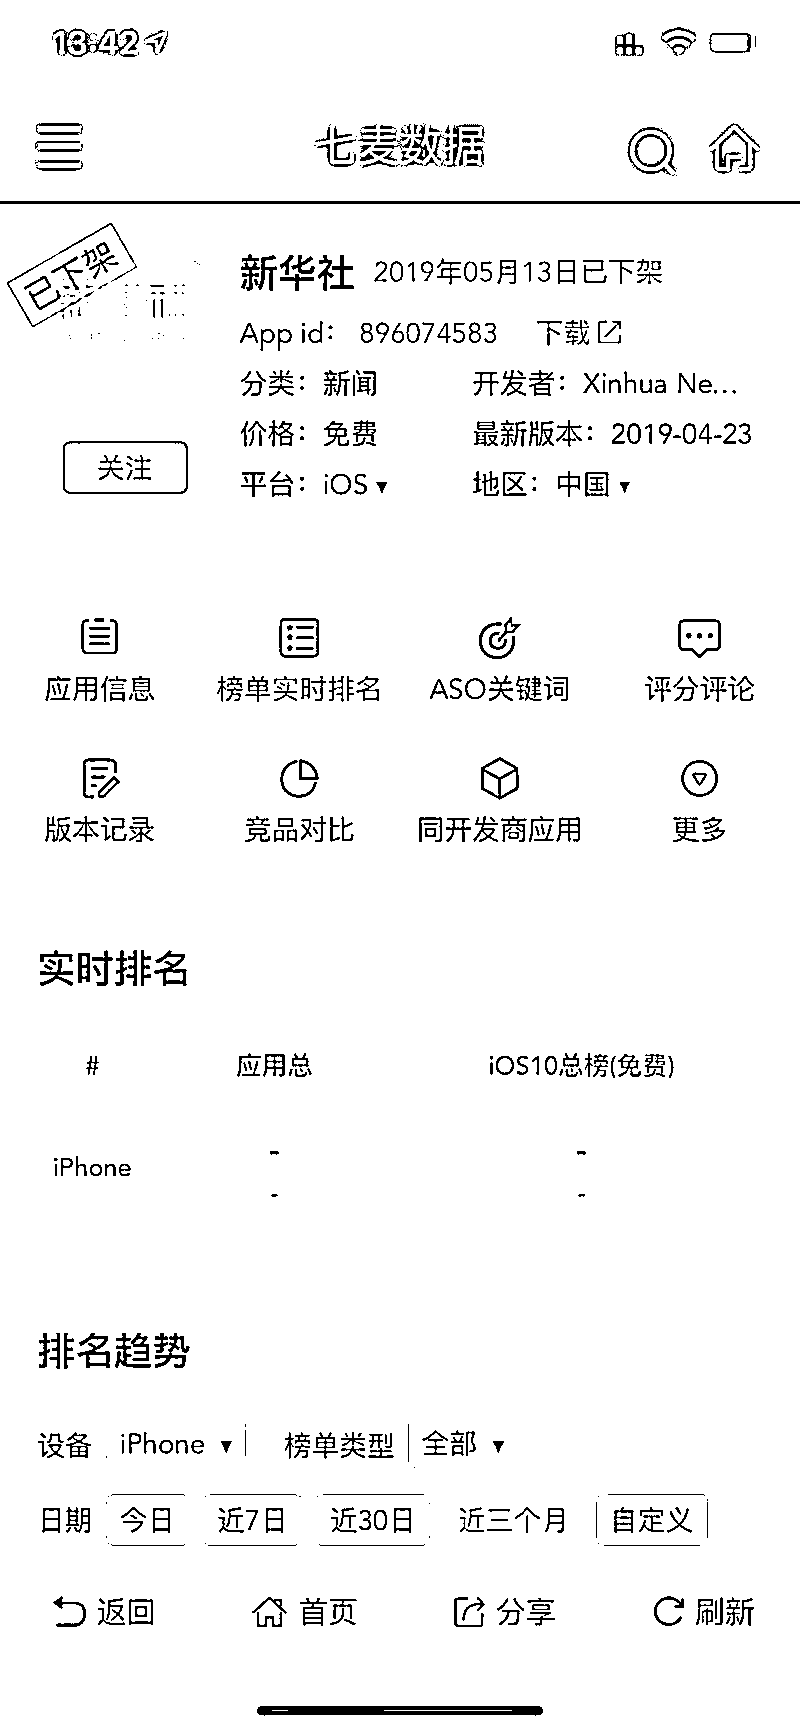 13:42
七麦数据
已下架
新华社 2019年05月13日已下架
App id： 896074583 下载
分类：新闻 开发者：Xinhua Ne...
价格：免费 最新版本：2019-04-23
关注
平台：iOS ▾ 地区：中国 ▾
应用信息 榜单实时排名 ASO关键词 评分评论
版本记录 竞品对比 同开发商应用 更多
实时排名
# 应用总 iOS10总榜(免费)
iPhone - -
- -
排名趋势
设备 iPhone ▾ 榜单类型 全部 ▾
日期 今日 近7日 近30日 近三个月 自定义
返回 首页 分享 刷新